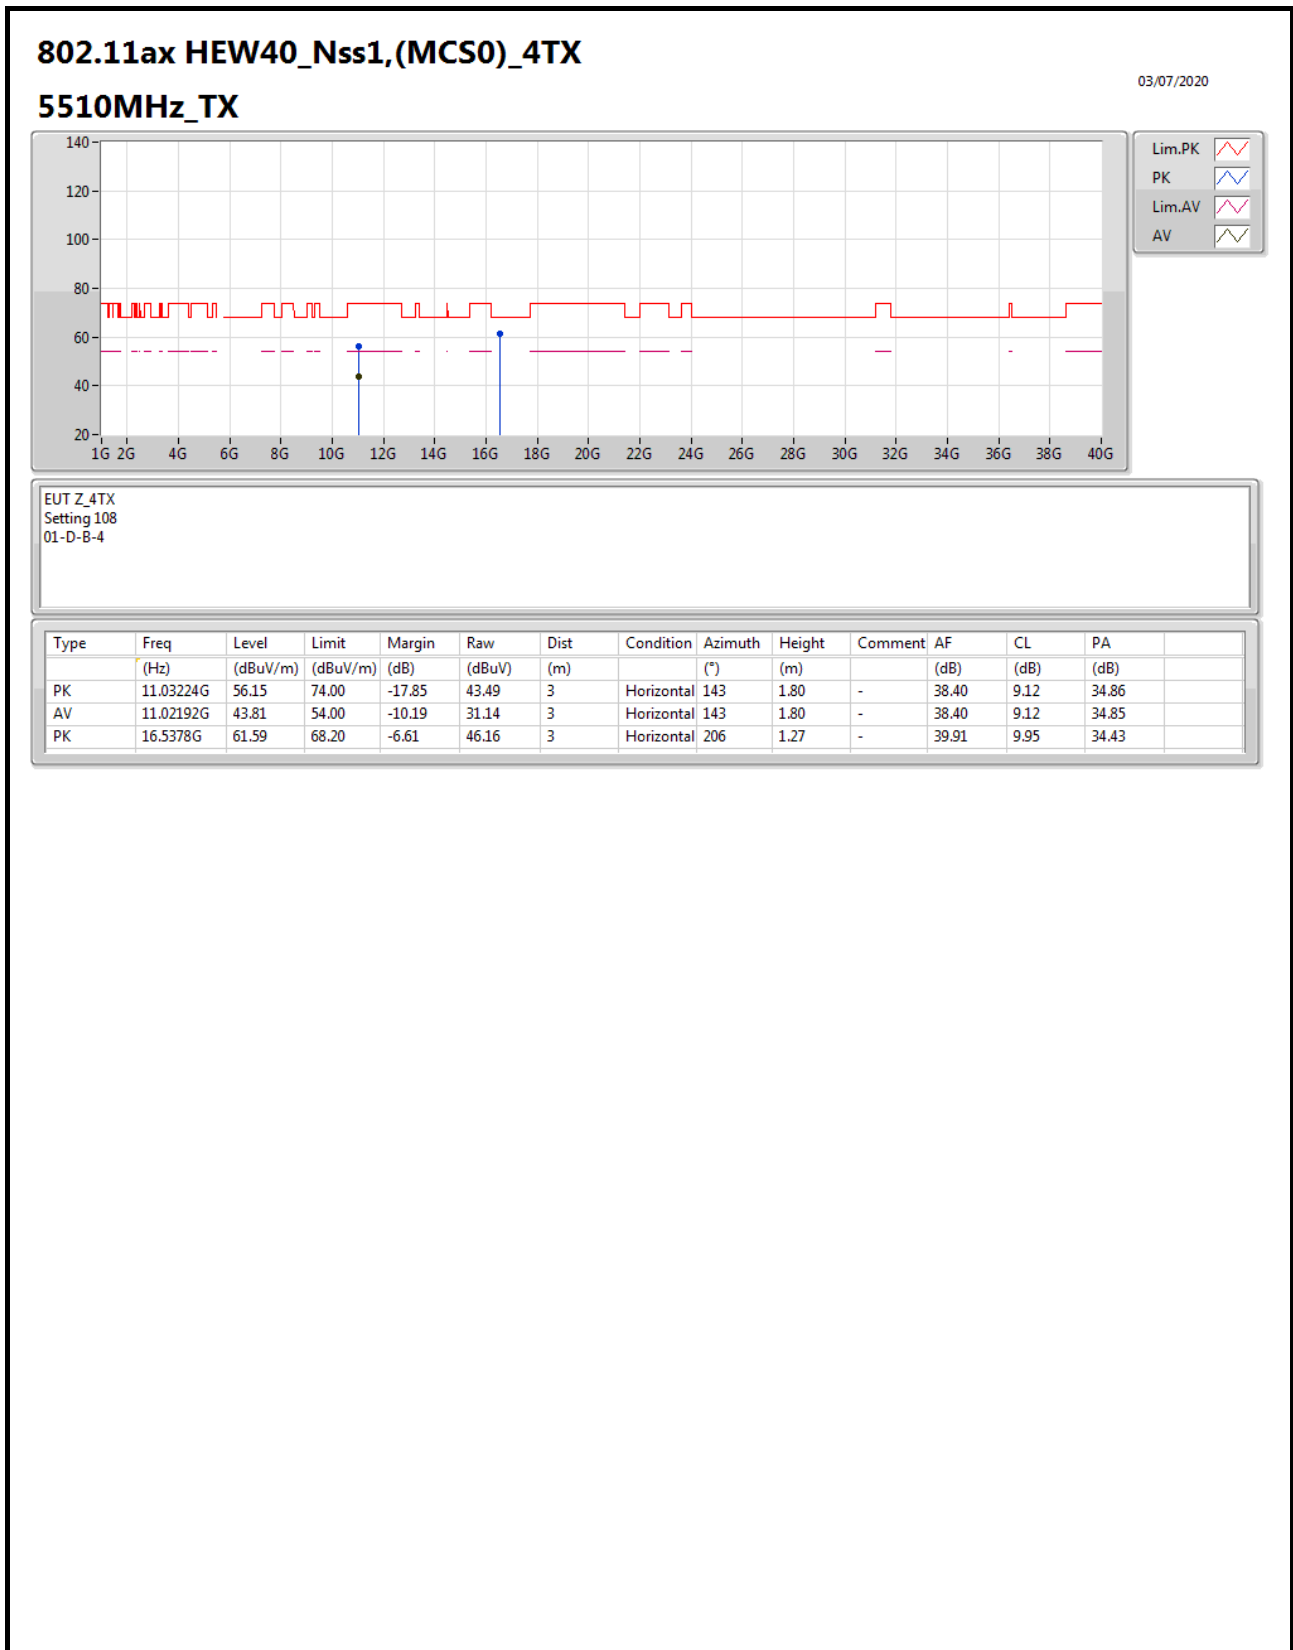 802.11ax HEW40_Nss1,(MCS0)_4TX
03/07/2020
5510MHz_TX
140
120
100
80
60
40
20
1G 2G 4G 6G 8G 10G 12G 14G 16G 18G 20G 22G 24G 26G 28G 30G 32G 34G 36G 38G 40G
Lim.PK
PK
Lim.AV
AV
EUT Z_4TX
Setting 108
01-D-B-4
Type Freq Level Limit Margin Raw Dist Condition Azimuth Height Comment AF CL PA
(Hz) (dBuV/m) (dBuV/m) (dB) (dBuV) (m) (°) (m) (dB) (dB) (dB)
PK 11.03224G 56.15 74.00 -17.85 43.49 3 Horizontal 143 1.80 - 38.40 9.12 34.86
AV 11.02192G 43.81 54.00 -10.19 31.14 3 Horizontal 143 1.80 - 38.40 9.12 34.85
PK 16.5378G 61.59 68.20 -6.61 46.16 3 Horizontal 206 1.27 - 39.91 9.95 34.43